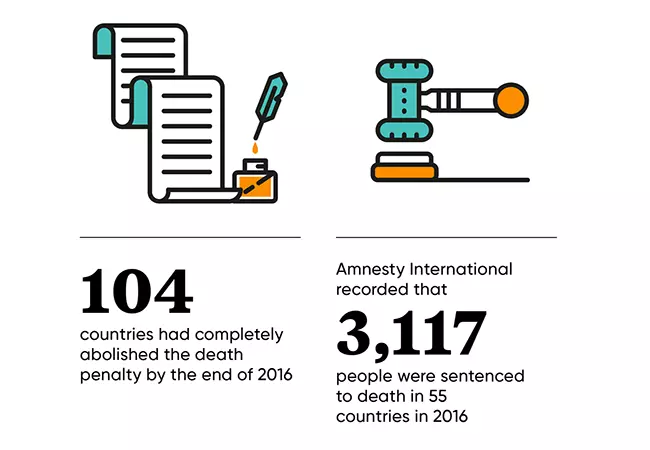 104
countries had completely
abolished the death
penalty by the end of 2016
Amnesty International
recorded that
3,117
people were sentenced
to death in 55
countries in 2016